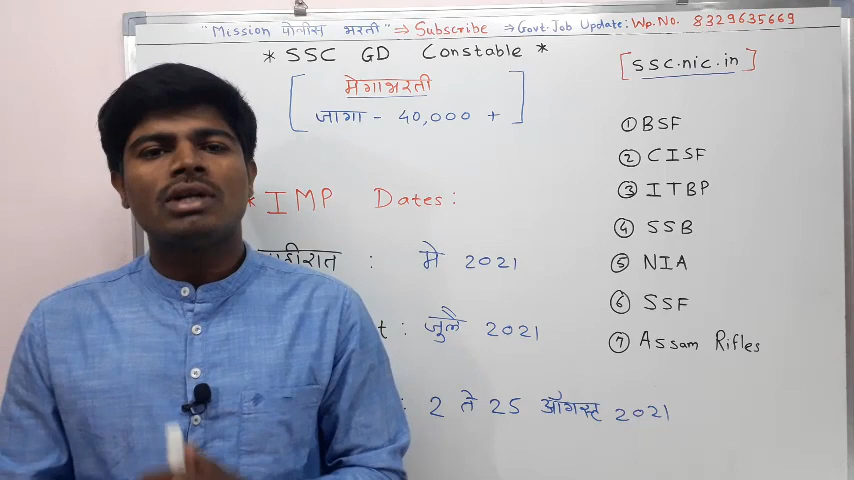 "Mission पोलीस भरती" ⇒ Subscribe → Govt. Job Update: Wp.No. 8329635669
* SSC GD Constable *
[ मेगाभरती
जागा - 40,000 + ]
* IMP Dates:
जाहीरात : मे 2021
t : जुलै 2021
: 2 ते 25 ऑगस्ट 2021
[ssc.nic.in]
① BSF
② CISF
③ ITBP
④ SSB
⑤ NIA
⑥ SSF
⑦ Assam Rifles